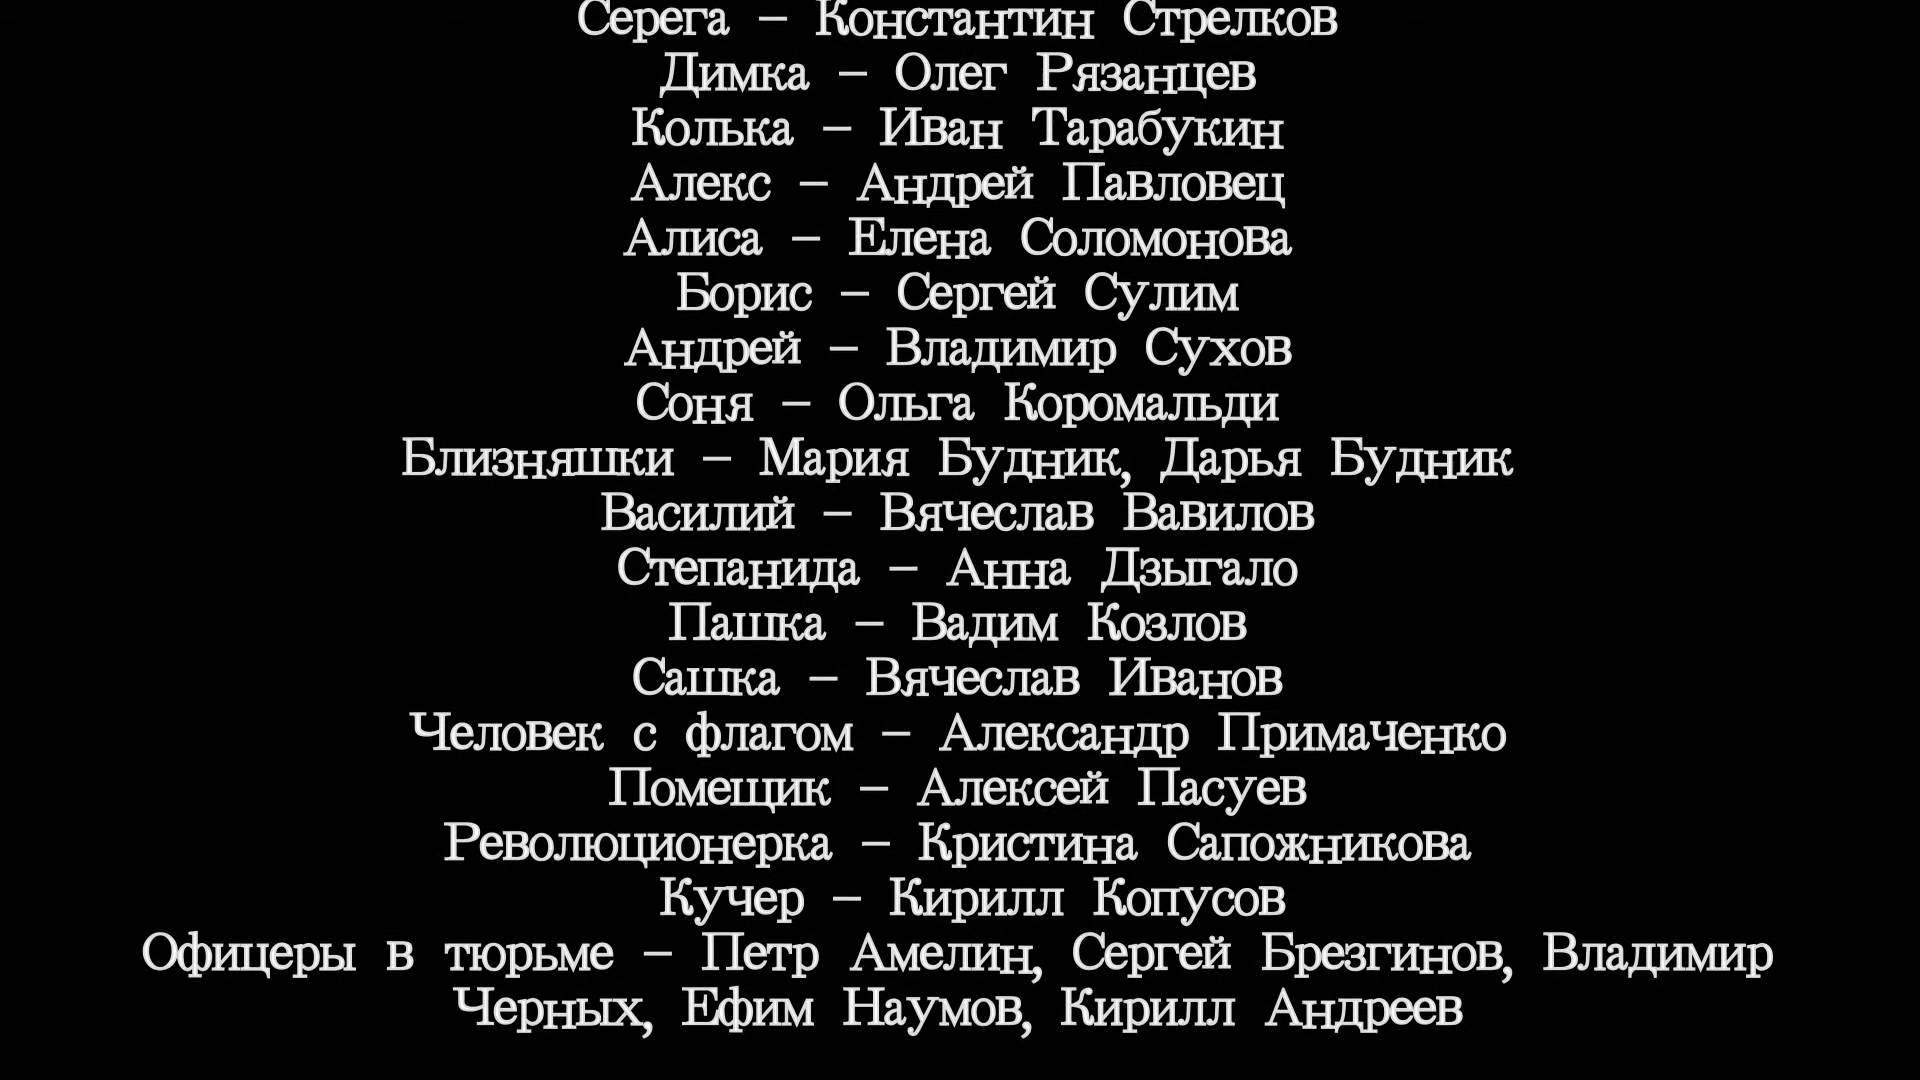 Серега – Константин Стрелков
Димка – Олег Рязанцев
Колька – Иван Тарабукин
Алекс – Андрей Павловец
Алиса – Елена Соломонова
Борис – Сергей Сулим
Андрей – Владимир Сухов
Соня – Ольга Коромальди
Близняшки – Мария Будник, Дарья Будник
Василий – Вячеслав Вавилов
Степанида – Анна Дзыгало
Пашка – Вадим Козлов
Сашка – Вячеслав Иванов
Человек с флагом – Александр Примаченко
Помещик – Алексей Пасуев
Революционерка – Кристина Сапожникова
Кучер – Кирилл Копусов
Офицеры в тюрьме – Петр Амелин, Сергей Брезгинов, Владимир
Черных, Ефим Наумов, Кирилл Андреев